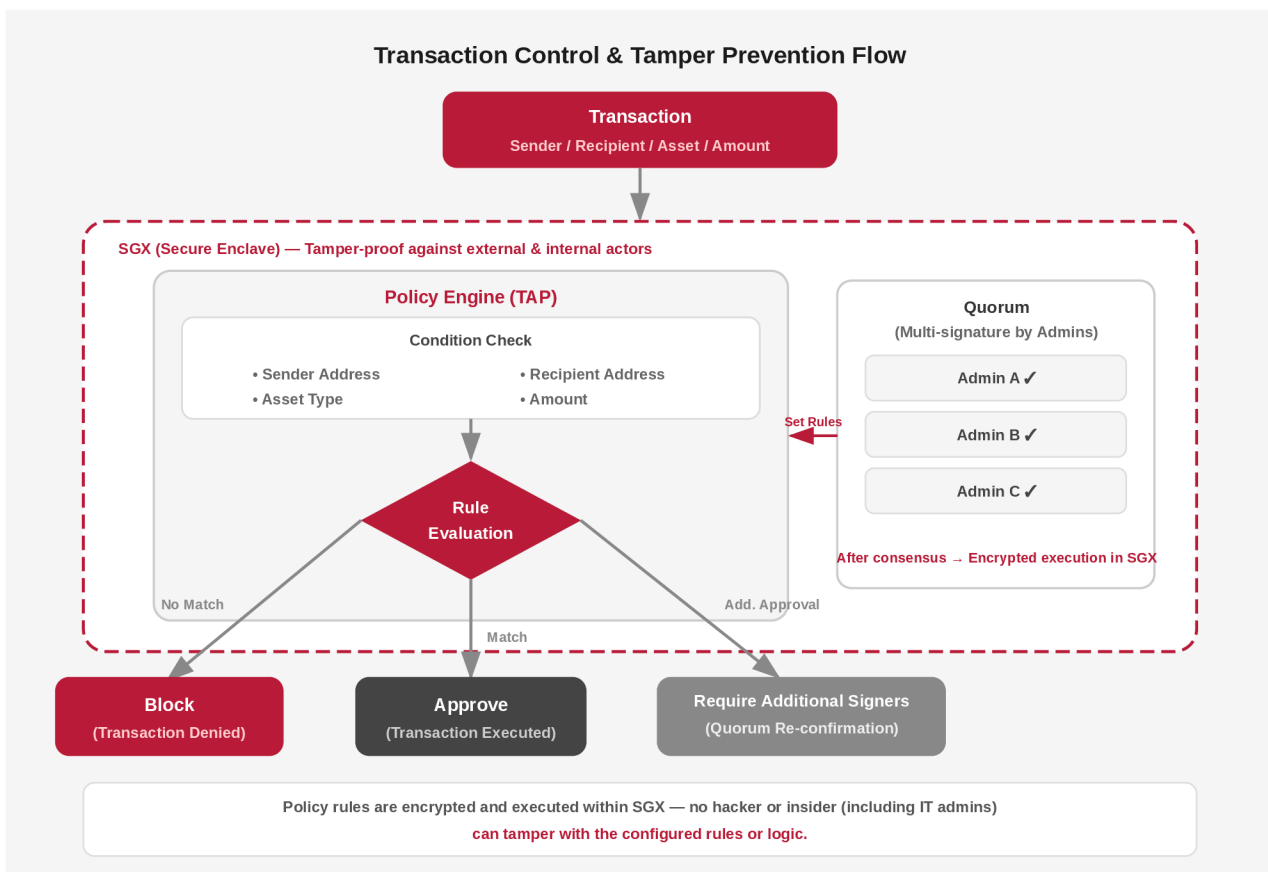 Transaction Control & Tamper Prevention Flow
Transaction
Sender / Recipient / Asset / Amount
SGX (Secure Enclave) — Tamper-proof against external & internal actors
Policy Engine (TAP)
Condition Check
• Sender Address
• Recipient Address
• Asset Type
• Amount
Rule
Evaluation
Quorum
(Multi-signature by Admins)
Admin A ✓
Admin B ✓
Admin C ✓
After consensus → Encrypted execution in SGX
Set Rules
No Match
Match
Add. Approval
Block
(Transaction Denied)
Approve
(Transaction Executed)
Require Additional Signers
(Quorum Re-confirmation)
Policy rules are encrypted and executed within SGX — no hacker or insider (including IT admins)
can tamper with the configured rules or logic.